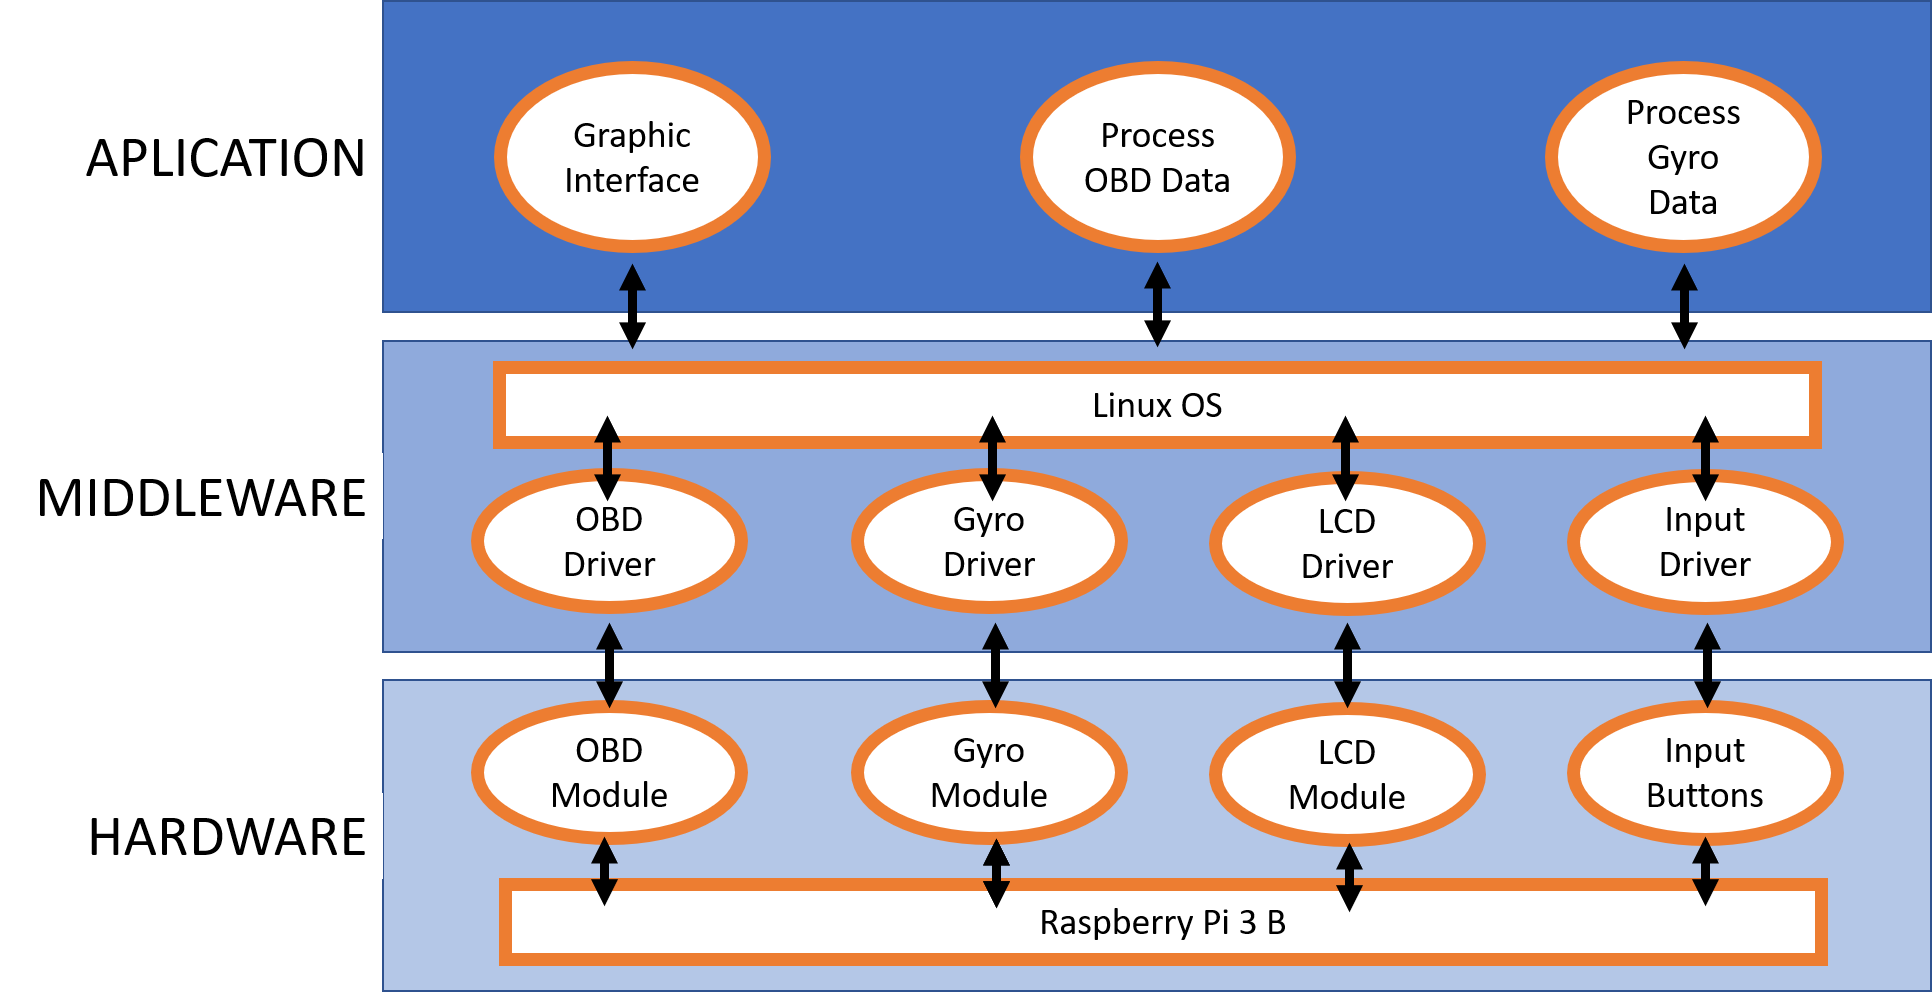 APLICATION
Graphic
Interface
Process
OBD Data
Process
Gyro
Data
MIDDLEWARE
Linux OS
OBD
Driver
Gyro
Driver
LCD
Driver
Input
Driver
HARDWARE
OBD
Module
Gyro
Module
LCD
Module
Input
Buttons
Raspberry Pi 3 B